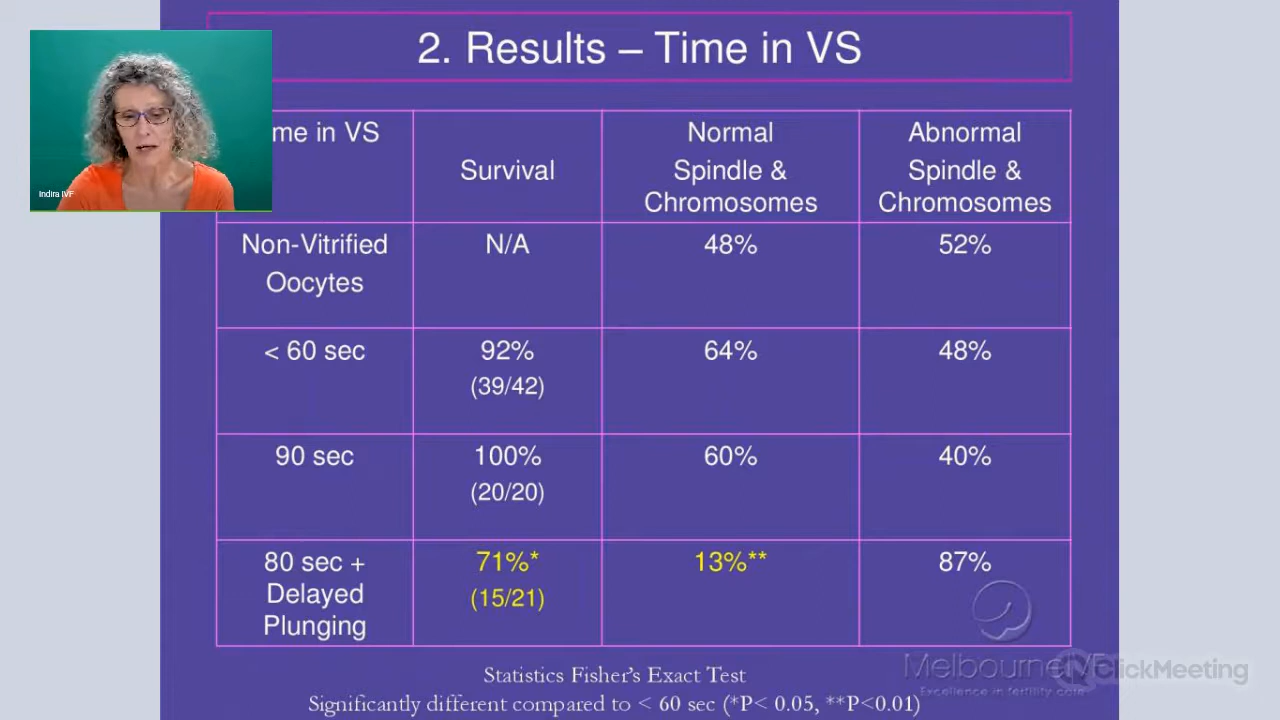 2. Results – Time in VS
Indira IVF
me in VS
Survival
Normal
Spindle &
Chromosomes
Abnormal
Spindle &
Chromosomes
Non-Vitrified
Oocytes
N/A
48%
52%
< 60 sec
92%
(39/42)
64%
48%
90 sec
100%
(20/20)
60%
40%
80 sec +
Delayed
Plunging
71%*
(15/21)
13%**
87%
Statistics Fisher's Exact Test
Significantly different compared to < 60 sec (*P< 0.05, **P<0.01)
Melbourne
Excellence in fertility care
ClickMeeting